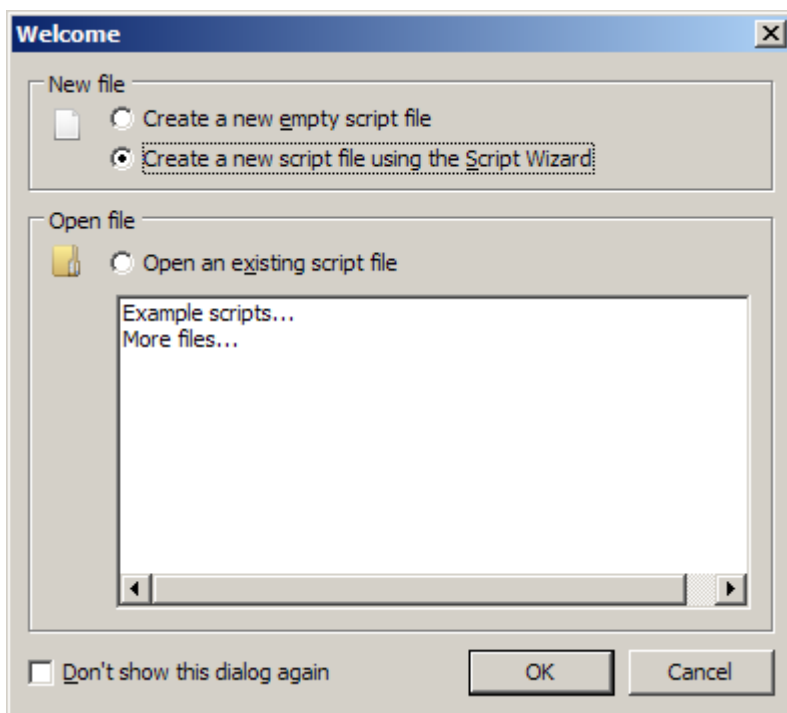 Welcome
New file
Create a new empty script file
Create a new script file using the Script Wizard
Open file
Open an existing script file
Example scripts...
More files...
Don't show this dialog again
OK
Cancel